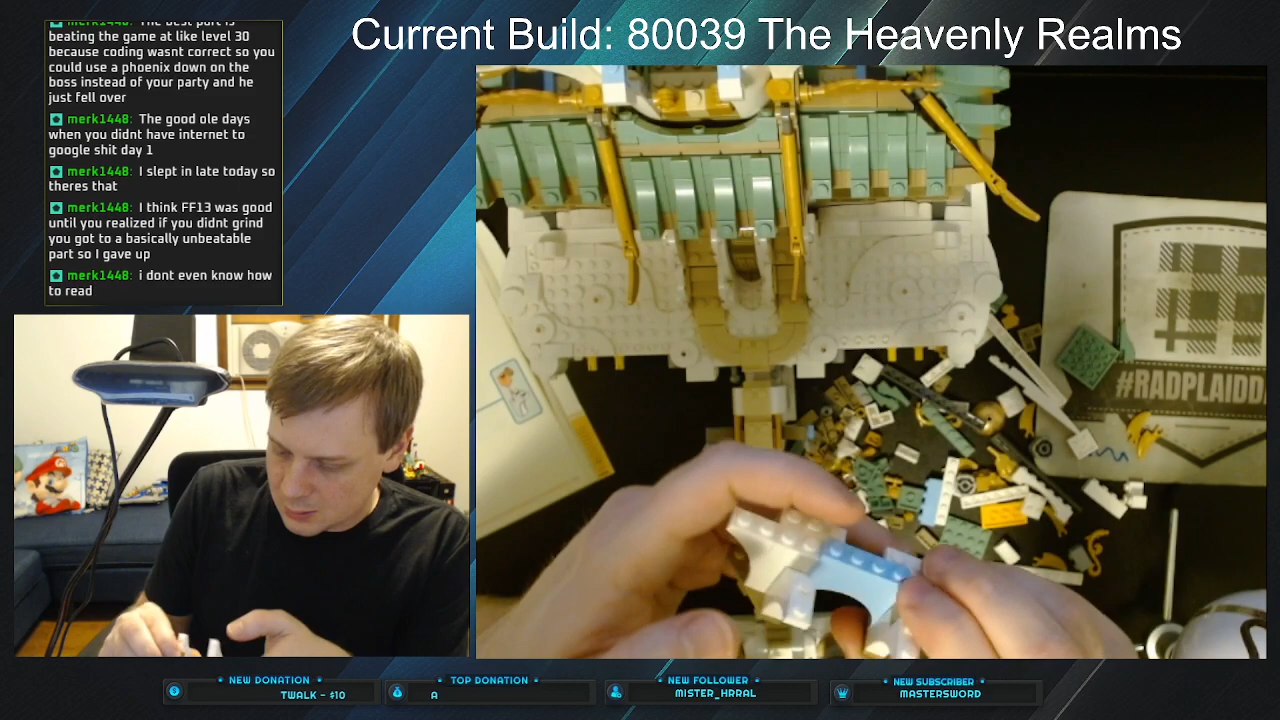 Current Build: 80039 The Heavenly Realms
merk1448: The best part is
beating the game at like level 30
because coding wasnt correct so you
could use a phoenix down on the
boss instead of your party and he
just fell over
merk1448: The good ole days
when you didnt have internet to
google shit day 1
merk1448: I slept in late today so
theres that
merk1448: I think FF13 was good
until you realized if you didnt grind
you got to a basically unbeatable
part so I gave up
merk1448: i dont even know how
to read
NEW DONATION
TWALK - $10
TOP DONATION
A
NEW FOLLOWER
MISTER_HRRAL
NEW SUBSCRIBER
MASTERSWORD